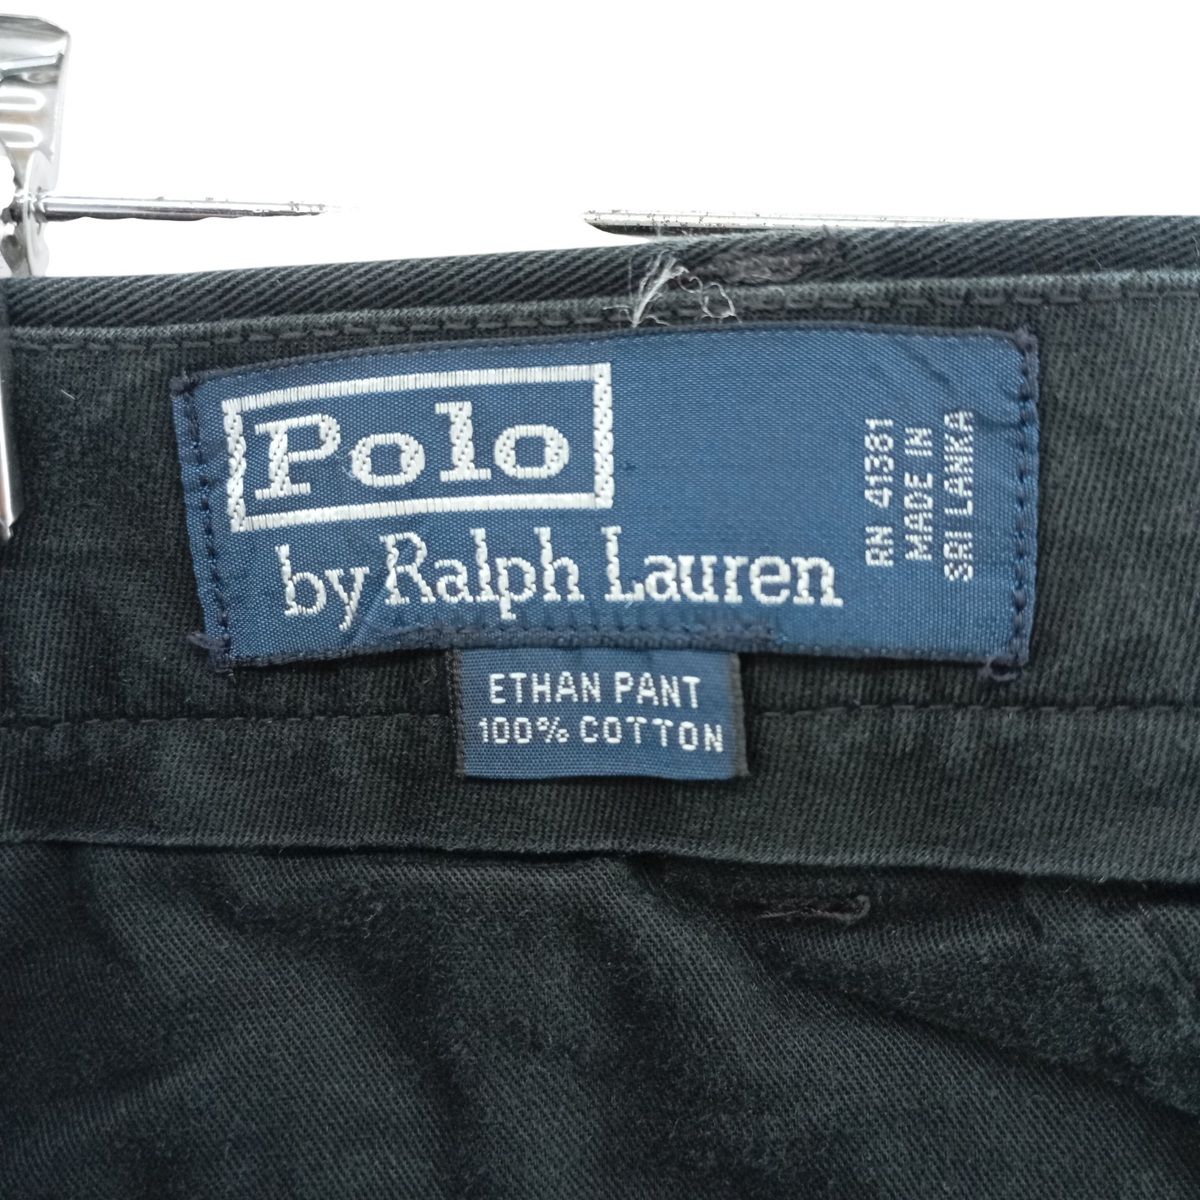 Polo
by Ralph Lauren
RN 41381
MADE IN
SRI LANKA
ETHAN PANT
100% COTTON